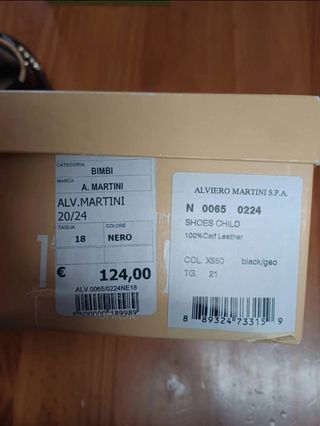 CATEGORIA
BIMBI
MARCA
A. MARTINI
ALV.MARTINI
20/24
TAGLIA COLORE
18 NERO
€ 124,00
ALV.0065/0224NE18
5500000189989
ALVIERO MARTINI S.P.A.
N 0065 0224
SHOES CHILD
100%Calf Leather
COL. X550 black/geo
TG. 21
8 89324 73315 9